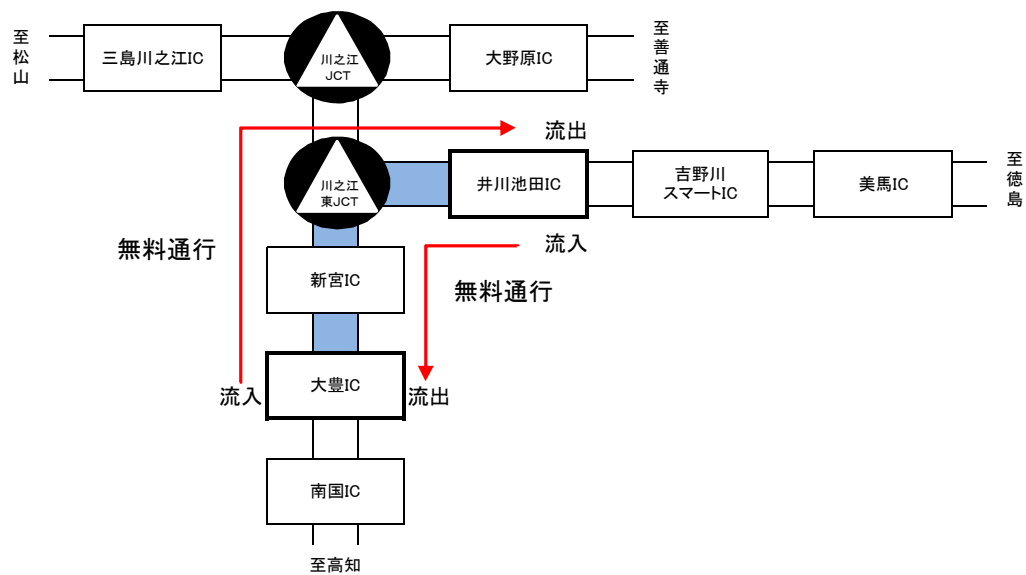 至松山
三島川之江IC
川之江
JCT
大野原IC
至善通寺
流出
川之江
東JCT
井川池田IC
吉野川
スマートIC
美馬IC
至徳島
無料通行
流入
新宮IC
無料通行
流入
大豊IC
流出
南国IC
至高知